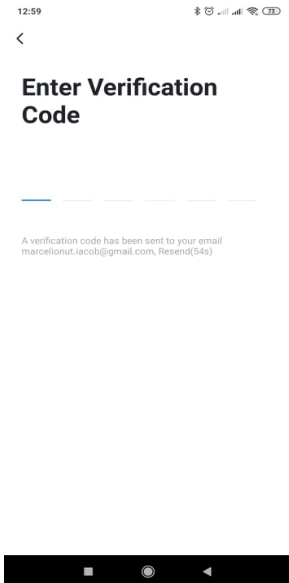 12:59
73
Enter Verification
Code
A verification code has been sent to your email
marcelionut.iacob@gmail.com, Resend(54s)